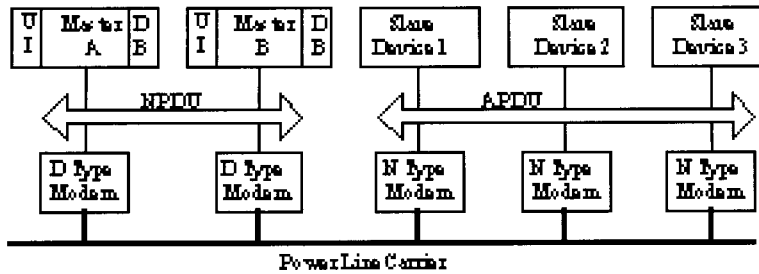 U I
Master A
D B
U I
Master B
D B
Slave Device 1
Slave Device 2
Slave Device 3
NPDU
APDU
D Type Modem
D Type Modem
N Type Modem
N Type Modem
N Type Modem
Power Line Carrier